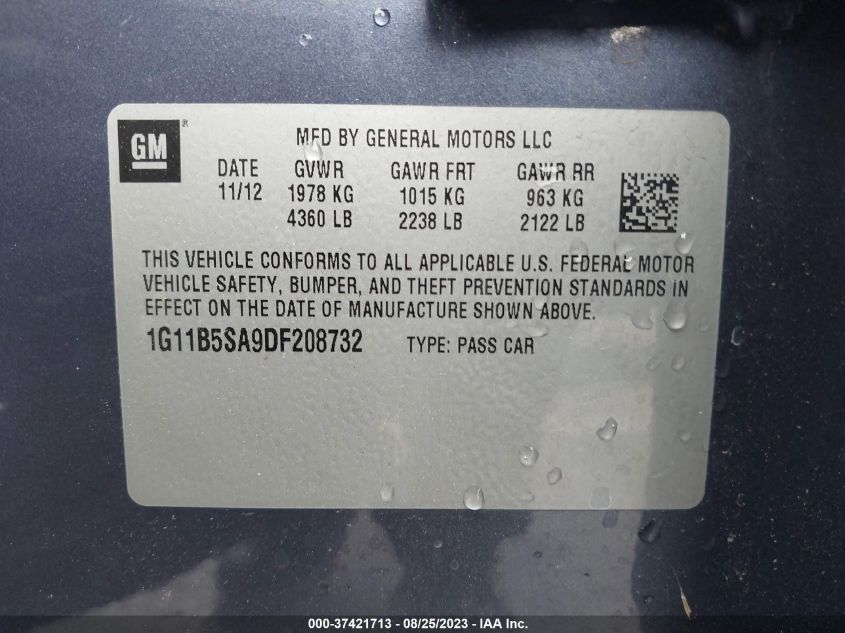 GM ®
MFD BY GENERAL MOTORS LLC
DATE GVWR GAWR FRT GAWR RR
11/12 1978 KG 1015 KG 963 KG
4360 LB 2238 LB 2122 LB
THIS VEHICLE CONFORMS TO ALL APPLICABLE U.S. FEDERAL MOTOR
VEHICLE SAFETY, BUMPER, AND THEFT PREVENTION STANDARDS IN
EFFECT ON THE DATE OF MANUFACTURE SHOWN ABOVE.
1G11B5SA9DF208732 TYPE: PASS CAR
000-37421713 - 08/25/2023 - IAA Inc.